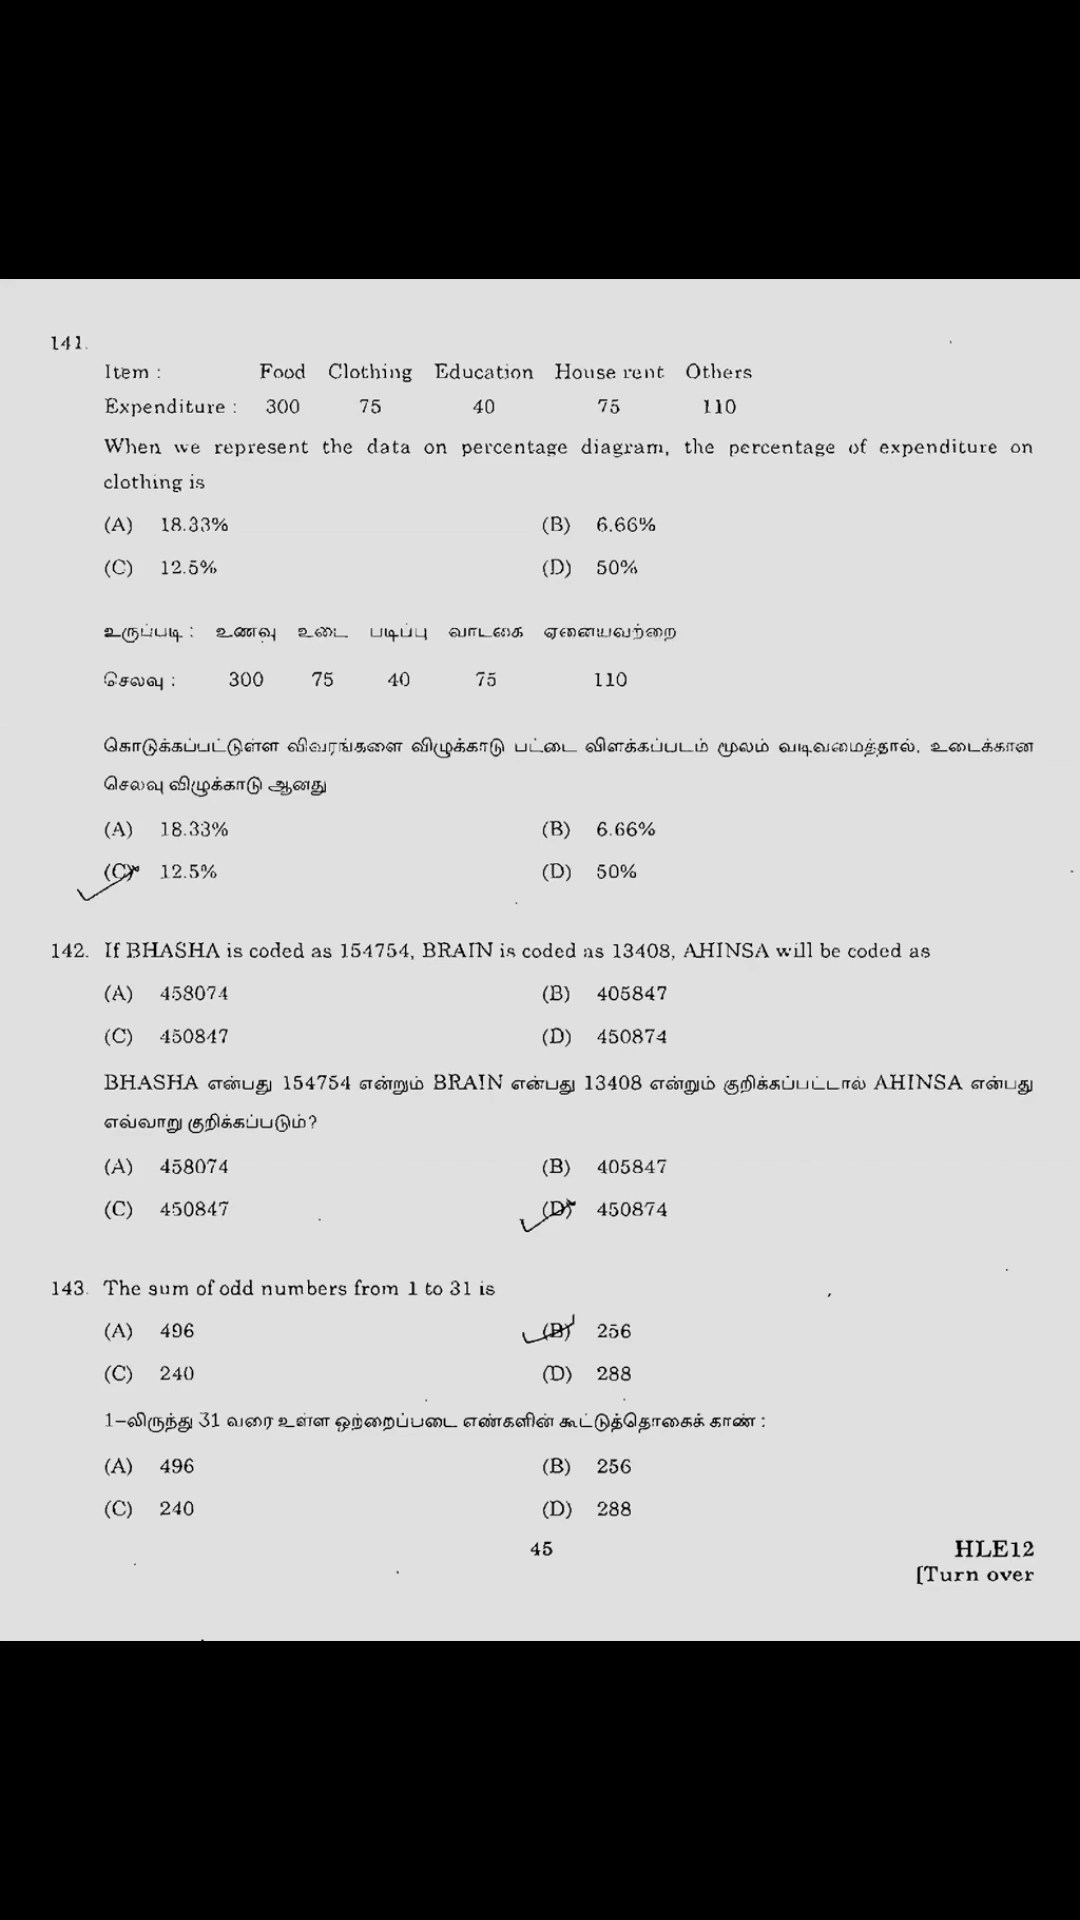 141.
Item : Food Clothing Education House rent Others
Expenditure : 300 75 40 75 110
When we represent the data on percentage diagram, the percentage of expenditure on
clothing is
(A) 18.33% (B) 6.66%
(C) 12.5% (D) 50%
உருப்படி : உணவு உடை படிப்பு வாடகை ஏனையவற்றை
செலவு : 300 75 40 75 110
கொடுக்கப்பட்டுள்ள விவரங்களை விழுக்காடு பட்டை விளக்கப்படம் மூலம் வடிவமைத்தால், உடைக்கான
செலவு விழுக்காடு ஆனது
(A) 18.33% (B) 6.66%
(C) 12.5% (D) 50%
142. If BHASHA is coded as 154754, BRAIN is coded as 13408, AHINSA will be coded as
(A) 458074 (B) 405847
(C) 450847 (D) 450874
BHASHA என்பது 154754 என்றும் BRAIN என்பது 13408 என்றும் குறிக்கப்பட்டால் AHINSA என்பது
எவ்வாறு குறிக்கப்படும்?
(A) 458074 (B) 405847
(C) 450847 (D) 450874
143. The sum of odd numbers from 1 to 31 is
(A) 496 (B) 256
(C) 240 (D) 288
1–லிருந்து 31 வரை உள்ள ஒற்றைப்படை எண்களின் கூட்டுத்தொகைக் காண் :
(A) 496 (B) 256
(C) 240 (D) 288
45 HLE12
[Turn over